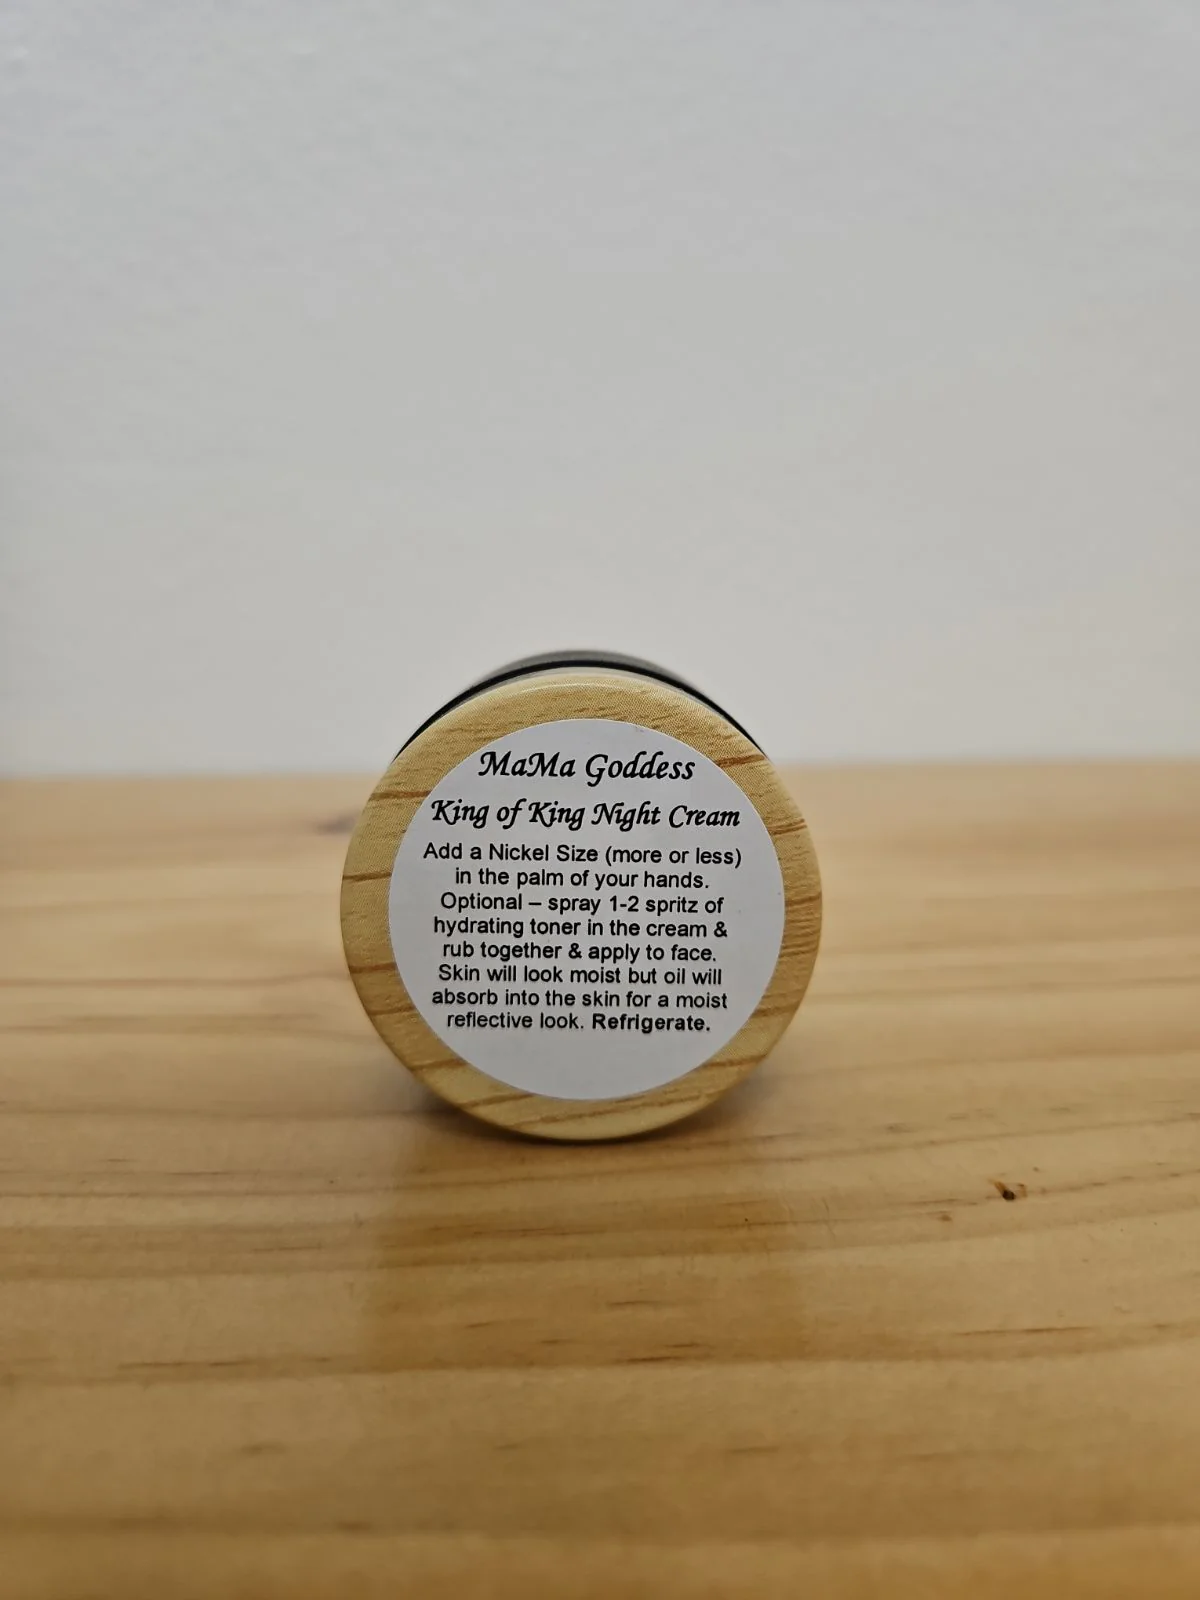 MaMa Goddess
King of King Night Cream
Add a Nickel Size (more or less)
in the palm of your hands.
Optional – spray 1-2 spritz of
hydrating toner in the cream &
rub together & apply to face.
Skin will look moist but oil will
absorb into the skin for a moist
reflective look. Refrigerate.